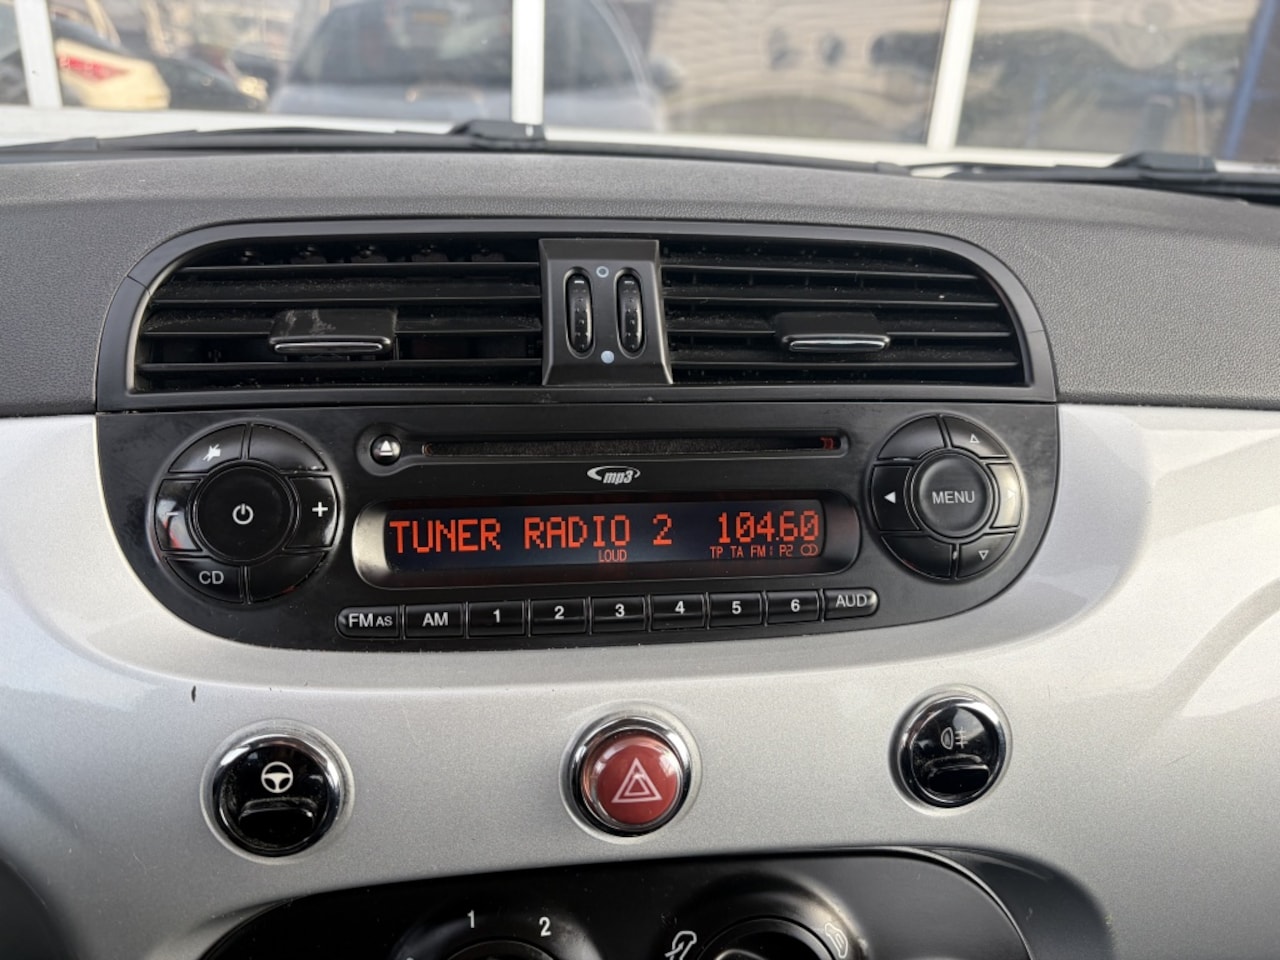 mp3
TUNER RADIO 2 104.60
LOUD TP TA FM1 P2 CD
- + MENU
CD
FM AS AM 1 2 3 4 5 6 AUD
1 2